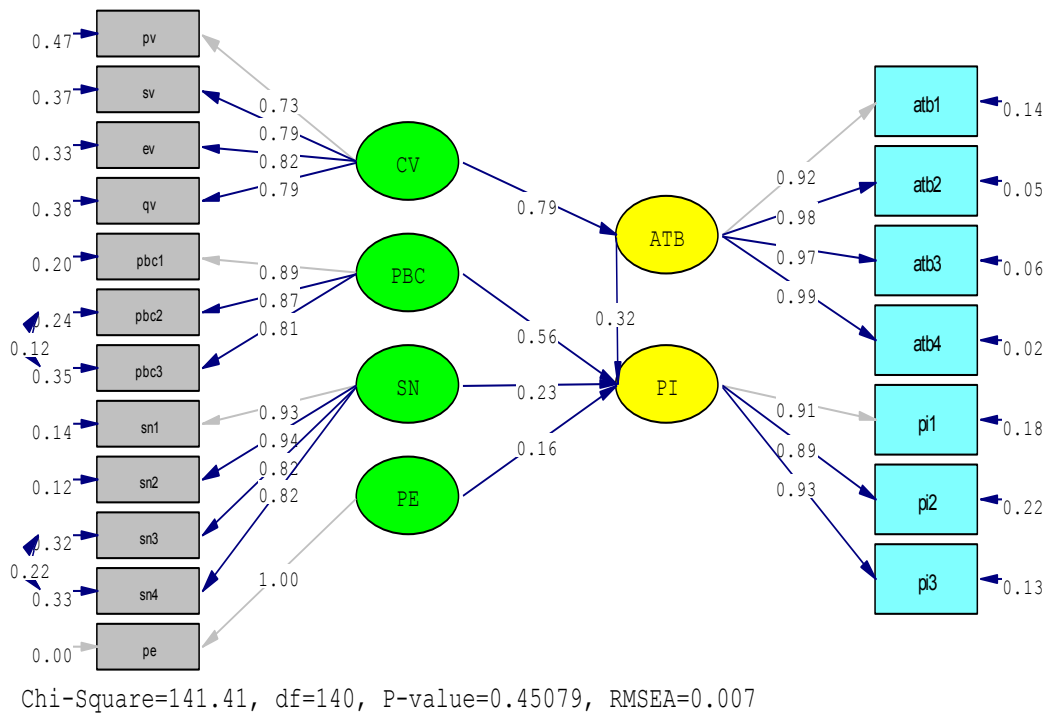 0.47 pv
0.37 sv
0.33 ev
0.38 qv
0.20 pbc1
0.24 pbc2
0.12
0.35 pbc3
0.14 sn1
0.12 sn2
0.32 sn3
0.22
0.33 sn4
0.00 pe
0.73
0.79
0.82
0.79
0.89
0.87
0.81
0.93
0.94
0.82
0.82
1.00
CV
PBC
SN
PE
0.79
0.56
0.23
0.16
0.32
ATB
PI
0.92
0.98
0.97
0.99
0.91
0.89
0.93
atb1 0.14
atb2 0.05
atb3 0.06
atb4 0.02
pi1 0.18
pi2 0.22
pi3 0.13
Chi-Square=141.41, df=140, P-value=0.45079, RMSEA=0.007